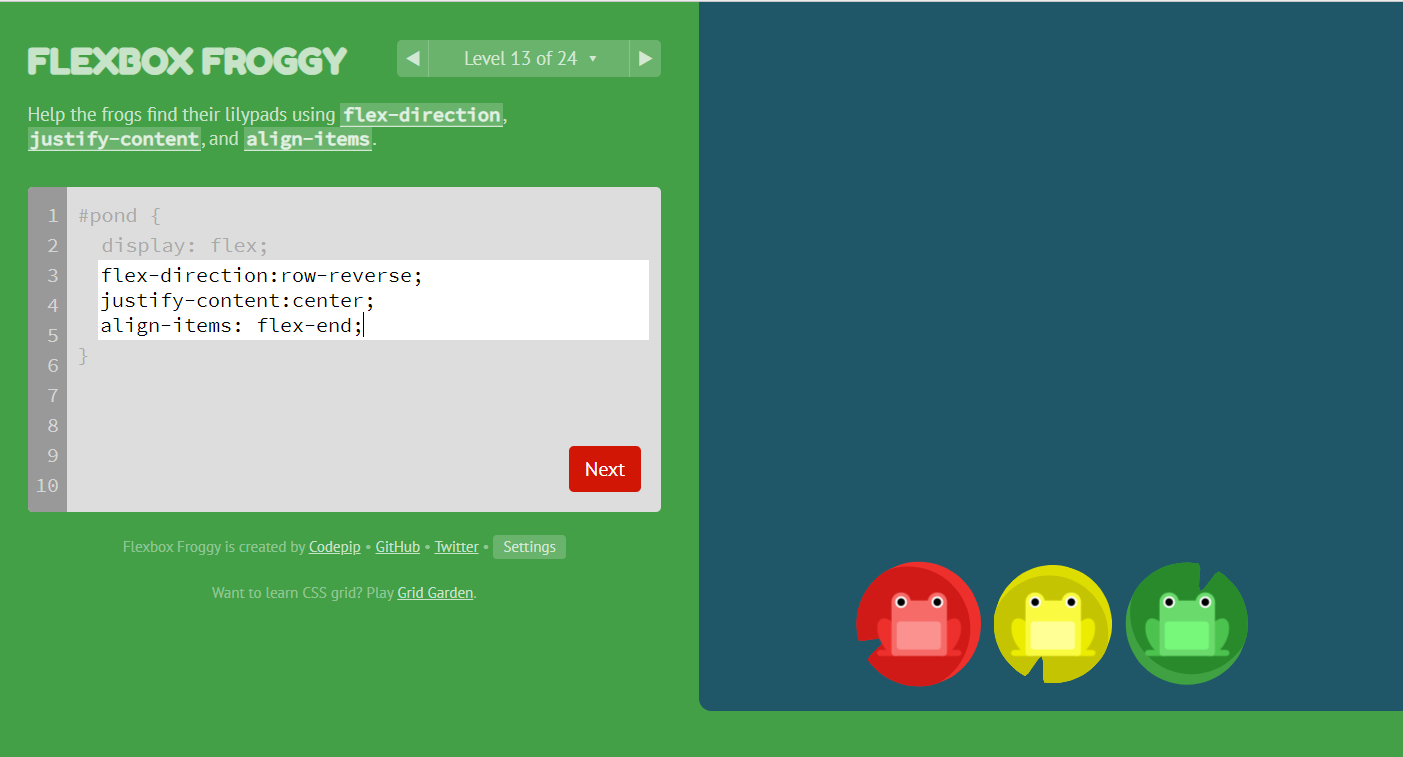 FLEXBOX FROGGY
◀ Level 13 of 24 ▾ ▶
Help the frogs find their lilypads using flex-direction,
justify-content, and align-items.
1 #pond {
2 display: flex;
3 flex-direction:row-reverse;
4 justify-content:center;
5 align-items: flex-end;
6 }
7
8
9
10
Next
Flexbox Froggy is created by Codepip • GitHub • Twitter • Settings
Want to learn CSS grid? Play Grid Garden.